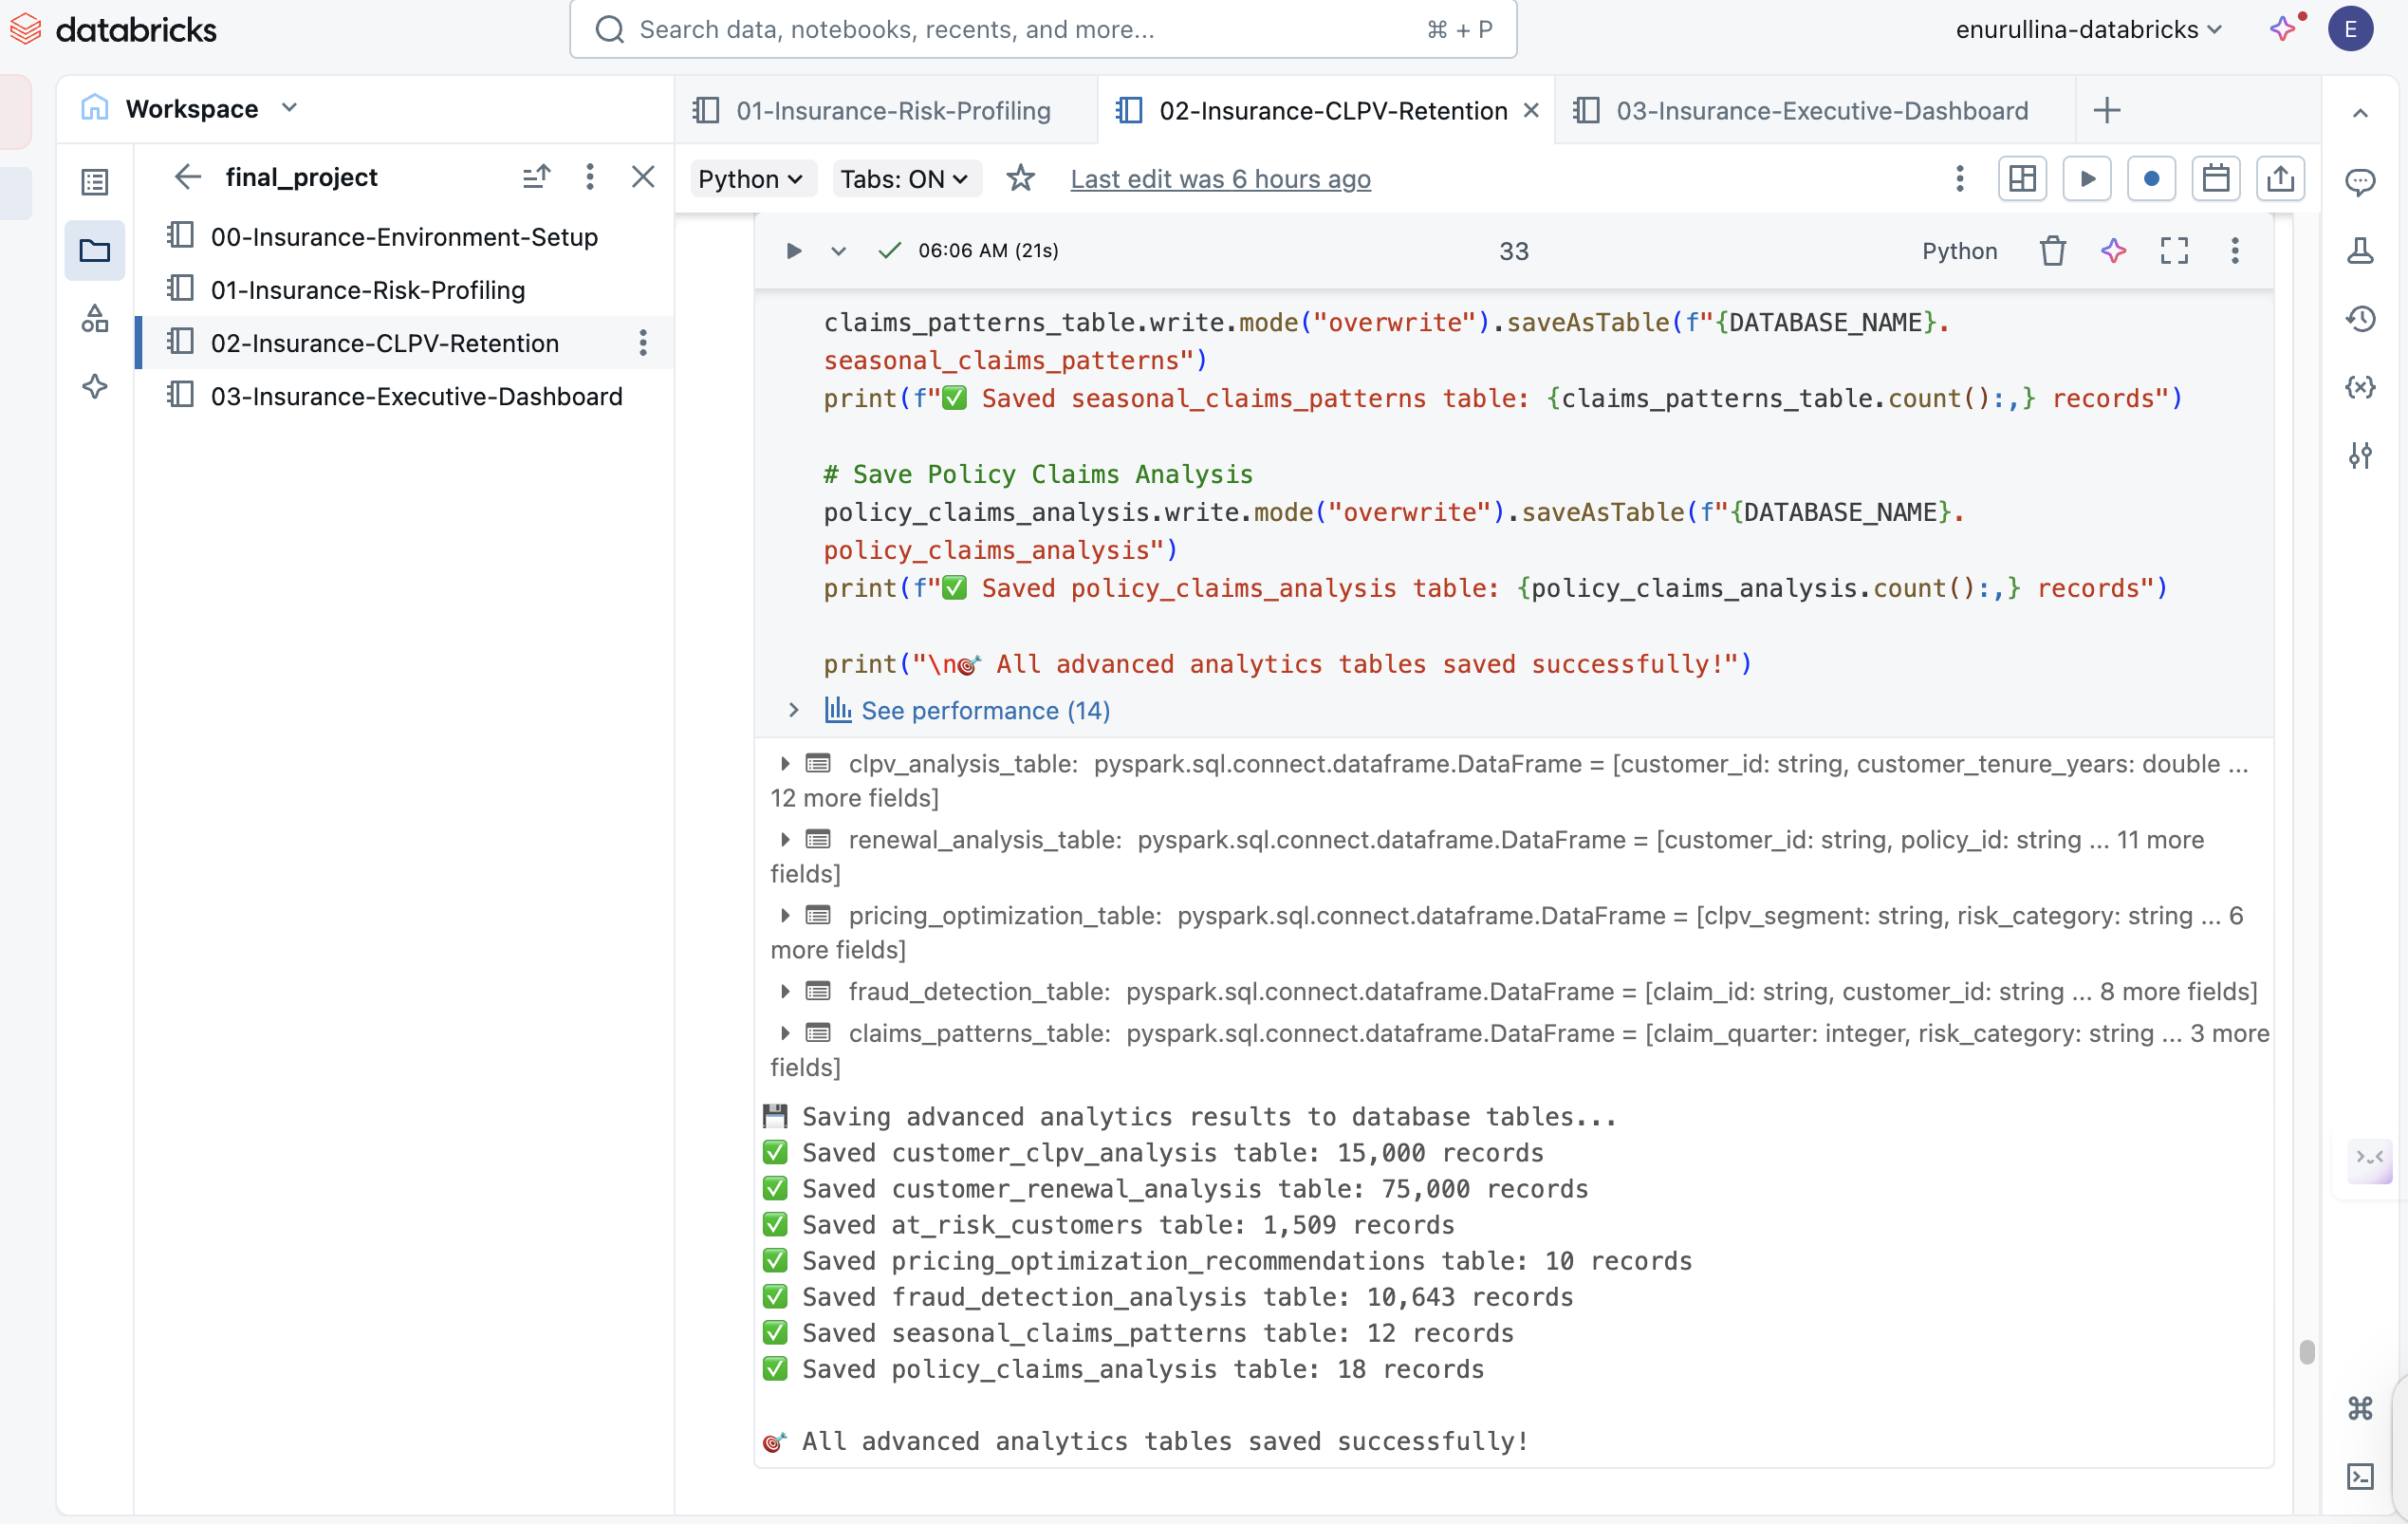 databricks
Search data, notebooks, recents, and more...
⌘ + P
enurullina-databricks
E
Workspace
01-Insurance-Risk-Profiling
02-Insurance-CLPV-Retention
03-Insurance-Executive-Dashboard
final_project
Python
Tabs: ON
Last edit was 6 hours ago
00-Insurance-Environment-Setup
01-Insurance-Risk-Profiling
02-Insurance-CLPV-Retention
03-Insurance-Executive-Dashboard
06:06 AM (21s)
33
Python
claims_patterns_table.write.mode("overwrite").saveAsTable(f"{DATABASE_NAME}.
seasonal_claims_patterns")
print(f"✅ Saved seasonal_claims_patterns table: {claims_patterns_table.count():,} records")
# Save Policy Claims Analysis
policy_claims_analysis.write.mode("overwrite").saveAsTable(f"{DATABASE_NAME}.
policy_claims_analysis")
print(f"✅ Saved policy_claims_analysis table: {policy_claims_analysis.count():,} records")
print("\n🎯 All advanced analytics tables saved successfully!")
See performance (14)
clpv_analysis_table: pyspark.sql.connect.dataframe.DataFrame = [customer_id: string, customer_tenure_years: double ...
12 more fields]
renewal_analysis_table: pyspark.sql.connect.dataframe.DataFrame = [customer_id: string, policy_id: string ... 11 more
fields]
pricing_optimization_table: pyspark.sql.connect.dataframe.DataFrame = [clpv_segment: string, risk_category: string ... 6
more fields]
fraud_detection_table: pyspark.sql.connect.dataframe.DataFrame = [claim_id: string, customer_id: string ... 8 more fields]
claims_patterns_table: pyspark.sql.connect.dataframe.DataFrame = [claim_quarter: integer, risk_category: string ... 3 more
fields]
💾 Saving advanced analytics results to database tables...
✅ Saved customer_clpv_analysis table: 15,000 records
✅ Saved customer_renewal_analysis table: 75,000 records
✅ Saved at_risk_customers table: 1,509 records
✅ Saved pricing_optimization_recommendations table: 10 records
✅ Saved fraud_detection_analysis table: 10,643 records
✅ Saved seasonal_claims_patterns table: 12 records
✅ Saved policy_claims_analysis table: 18 records
🎯 All advanced analytics tables saved successfully!